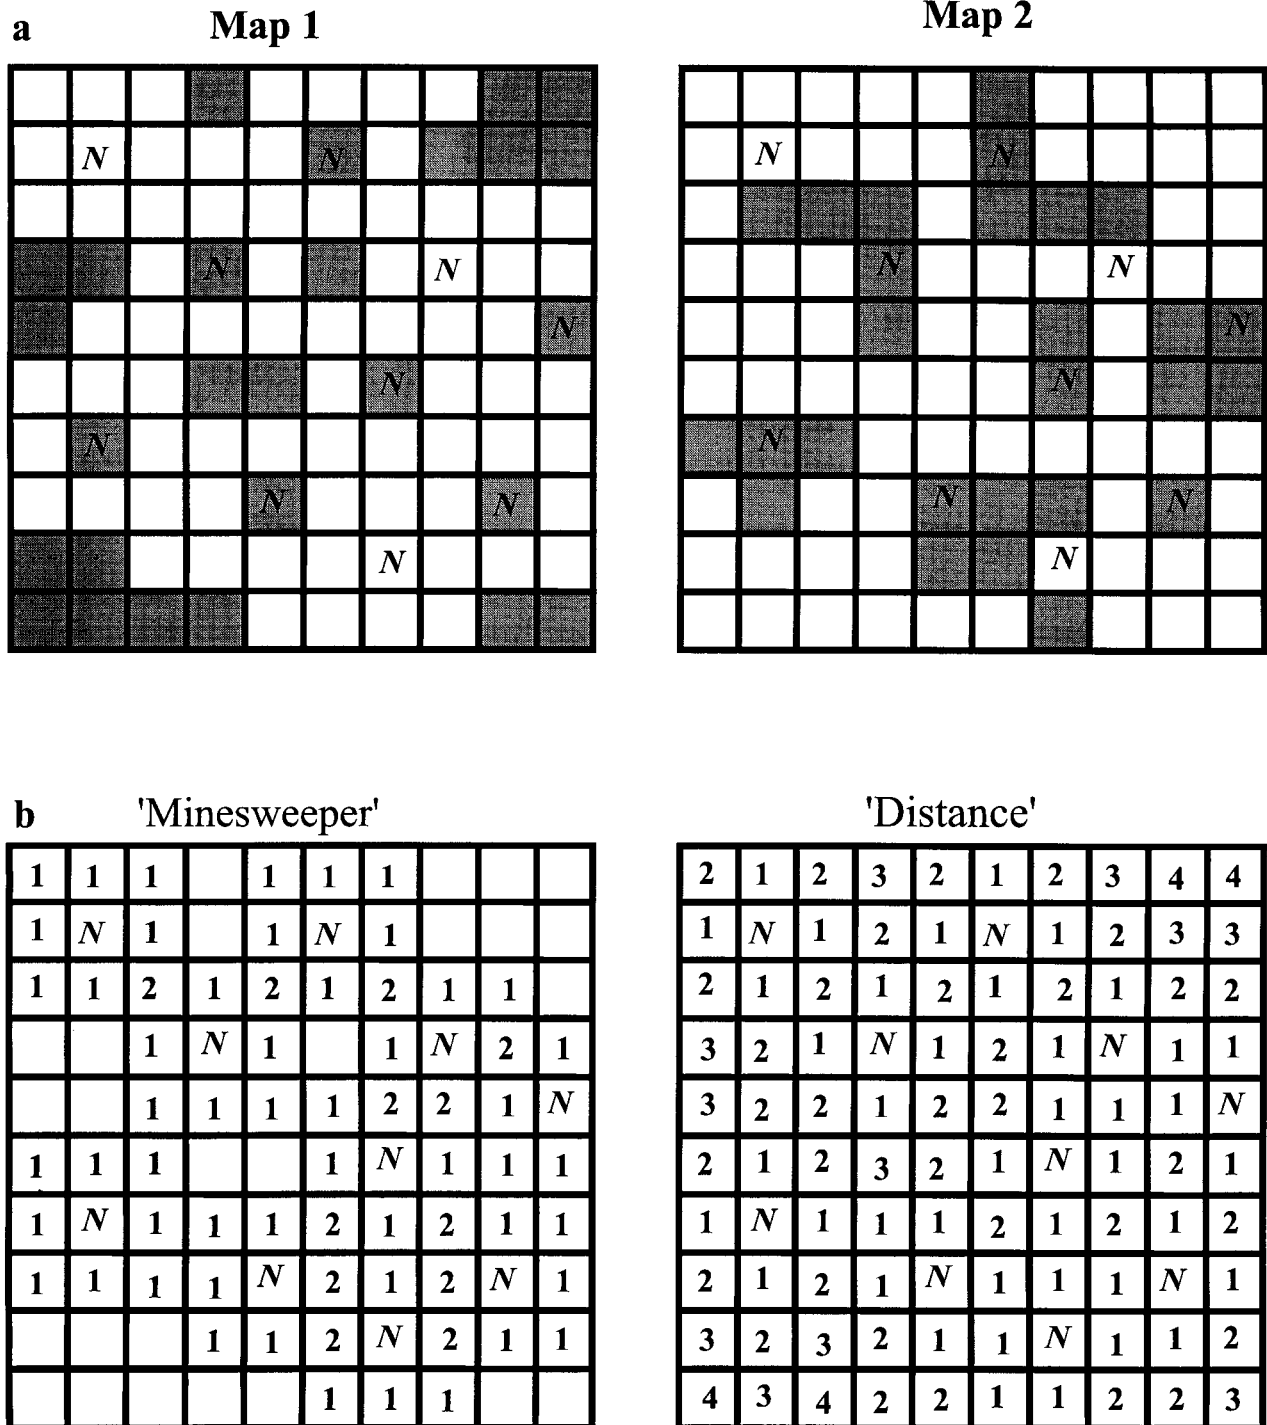 a Map 1 Map 2
N N N N
N N N N
N N
N N
N N
N N N N
N N
b 'Minesweeper' 'Distance'
1 1 1 1 1 1 2 1 2 3 2 1 2 3 4 4
1 N 1 1 N 1 1 N 1 2 1 N 1 2 3 3
1 1 2 1 2 1 2 1 1 2 1 2 1 2 1 2 1 2 2
1 N 1 1 N 2 1 3 2 1 N 1 2 1 N 1 1
1 1 1 1 2 2 1 N 3 2 2 1 2 2 1 1 1 N
1 1 1 1 N 1 1 1 2 1 2 3 2 1 N 1 2 1
1 N 1 1 1 2 1 2 1 1 1 N 1 1 1 2 1 2 1 2
1 1 1 1 N 2 1 2 N 1 2 1 2 1 N 1 1 1 N 1
1 1 2 N 2 1 1 3 2 3 2 1 1 N 1 1 2
1 1 1 4 3 4 2 2 1 1 2 2 3